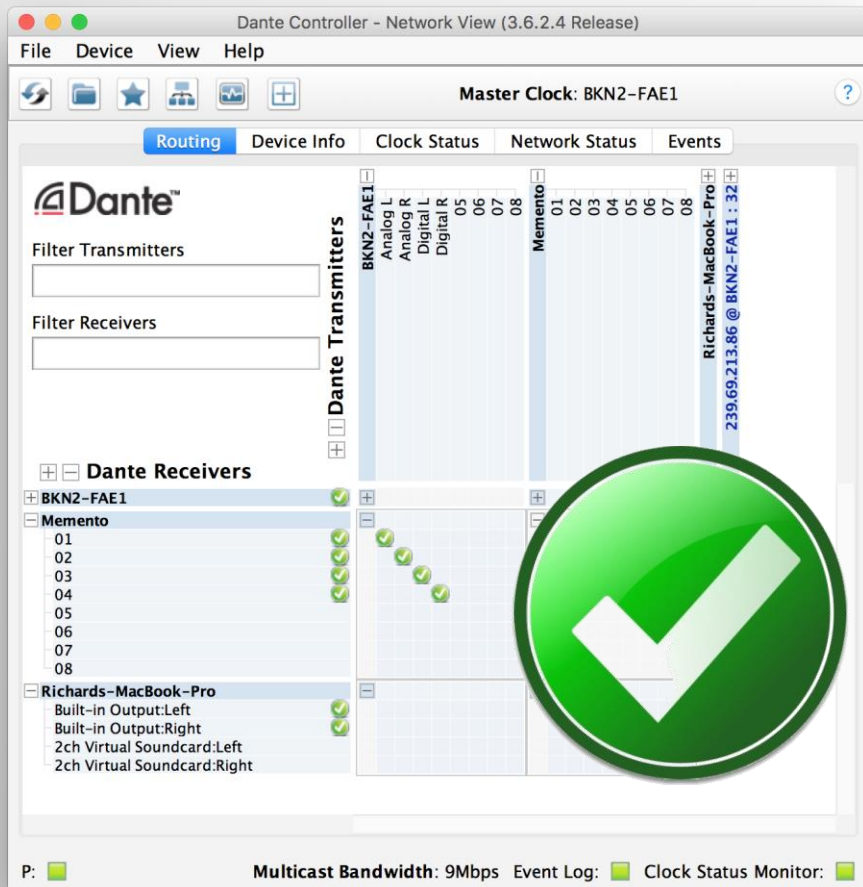 Dante Controller - Network View (3.6.2.4 Release)
File Device View Help
Master Clock: BKN2-FAE1
?
Routing Device Info Clock Status Network Status Events
Dante™
Filter Transmitters
Filter Receivers
Dante Transmitters
BKN2-FAE1
Analog L
Analog R
Digital L
Digital R
05
06
07
08
Memento
01
02
03
04
05
06
07
08
Richards-MacBook-Pro
239.69.213.86 @ BKN2-FAE1 : 32
Dante Receivers
BKN2-FAE1
Memento
01
02
03
04
05
06
07
08
Richards-MacBook-Pro
Built-in Output:Left
Built-in Output:Right
2ch Virtual Soundcard:Left
2ch Virtual Soundcard:Right
P: Multicast Bandwidth: 9Mbps Event Log: Clock Status Monitor: